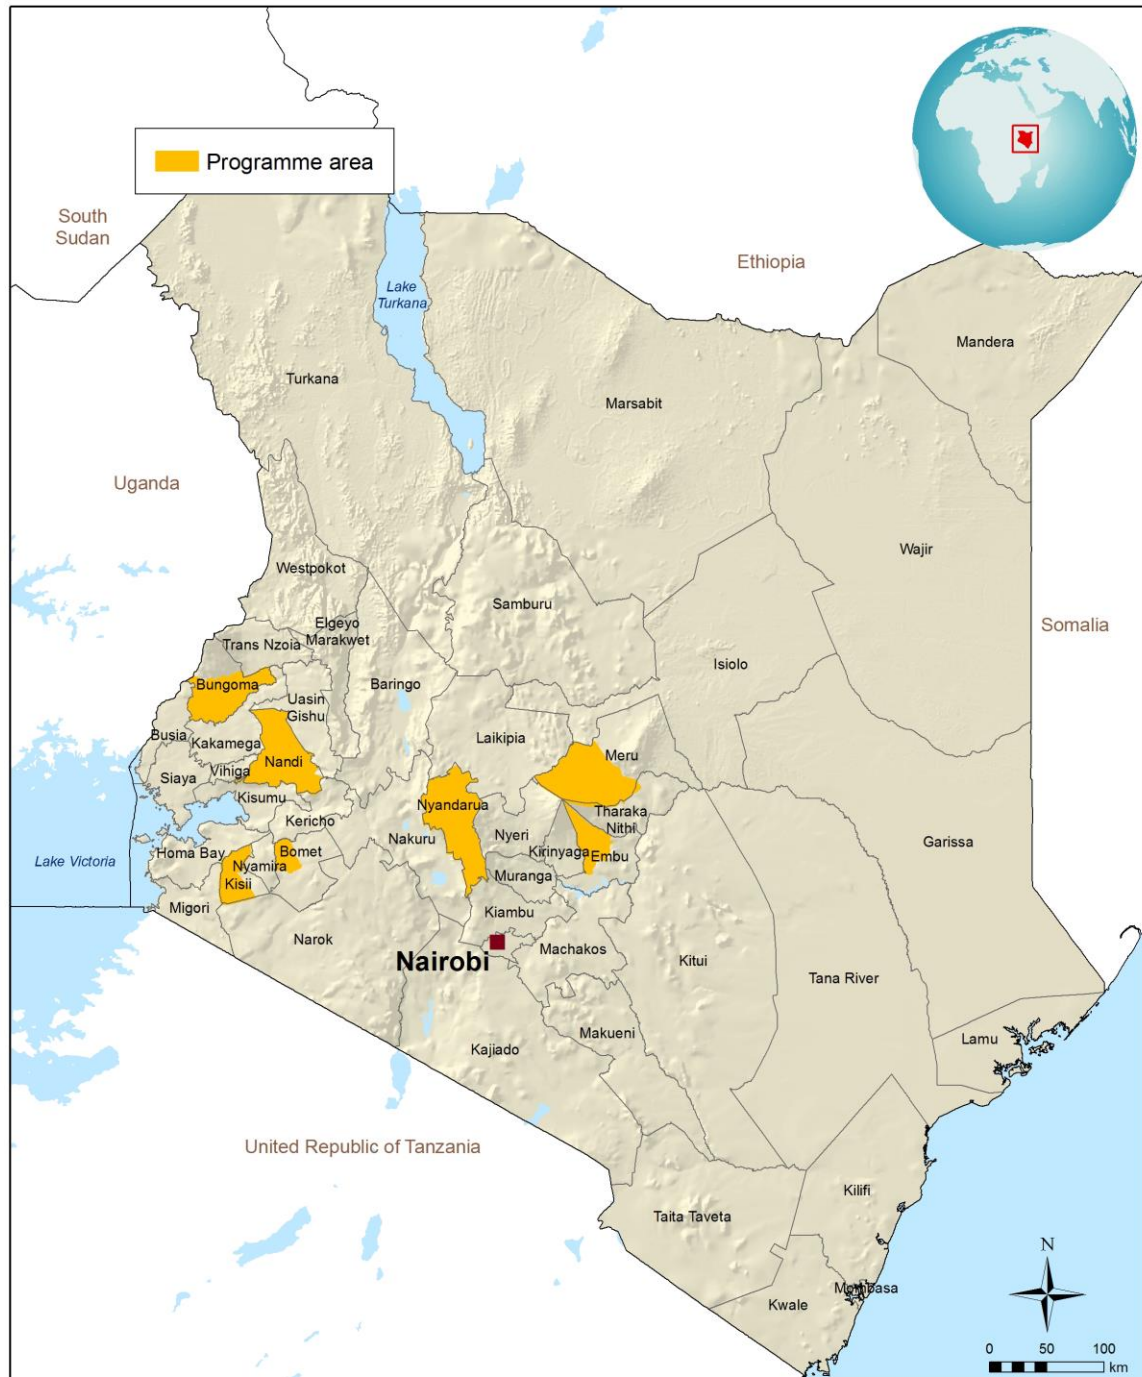 Programme area
South
Sudan
Ethiopia
Lake
Turkana
Mandera
Turkana
Marsabit
Uganda
Wajir
Westpokot
Samburu
Elgeyo
Marakwet
Somalia
Trans Nzoia
Isiolo
Bungoma
Baringo
Uasin
Gishu
Busia
Kakamega
Laikipia
Meru
Nandi
Vihiga
Siaya
Kisumu
Nyandarua
Tharaka
Nithi
Kericho
Nakuru
Nyeri
Garissa
Homa Bay
Bomet
Kirinyaga
Embu
Lake Victoria
Nyamira
Muranga
Kisii
Migori
Kiambu
Narok
Nairobi
Machakos
Kitui
Tana River
Makueni
Lamu
Kajiado
United Republic of Tanzania
Kilifi
Taita Taveta
N
Mombasa
Kwale
0 50 100
km